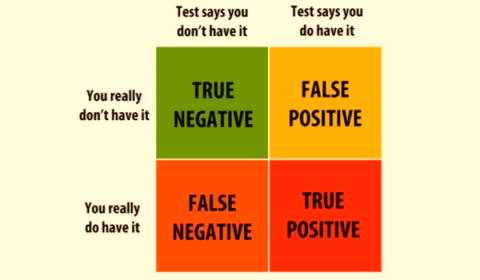 Test says you
don't have it
Test says you
do have it
You really
don't have it
TRUE
NEGATIVE
FALSE
POSITIVE
You really
do have it
FALSE
NEGATIVE
TRUE
POSITIVE